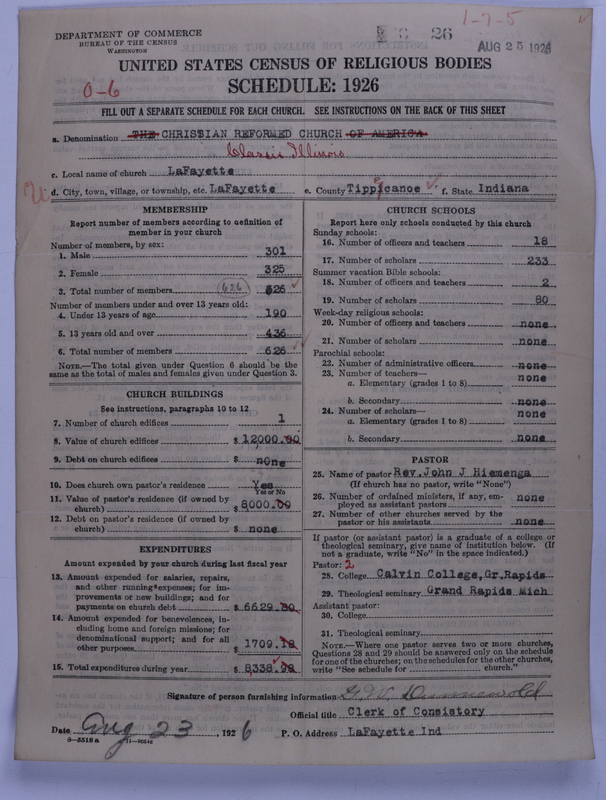 1-7-5
DEPARTMENT OF COMMERCE
BUREAU OF THE CENSUS
WASHINGTON
26
AUG 25 1926
UNITED STATES CENSUS OF RELIGIOUS BODIES
SCHEDULE: 1926
0-6
FILL OUT A SEPARATE SCHEDULE FOR EACH CHURCH. SEE INSTRUCTIONS ON THE BACK OF THIS SHEET
a. Denomination THE CHRISTIAN REFORMED CHURCH OF AMERICA
Classis Illinois
c. Local name of church LaFayette
d. City, town, village, or township, etc. LaFayette e. County Tippicanoe f. State Indiana
MEMBERSHIP
Report number of members according to definition of
member in your church
Number of members, by sex:
1. Male 301
2. Female 325
3. Total number of members (626) 626
Number of members under and over 13 years old:
4. Under 13 years of age 190
5. 13 years old and over 436
6. Total number of members 626
NOTE.—The total given under Question 6 should be the
same as the total of males and females given under Question 3.
CHURCH BUILDINGS
See instructions, paragraphs 10 to 12
7. Number of church edifices 1
8. Value of church edifices $ 12,000.00
9. Debt on church edifices $ none
10. Does church own pastor's residence Yes
Yes or No
11. Value of pastor's residence (if owned by
church) $ 8,000.00
12. Debt on pastor's residence (if owned by
church) $ none
EXPENDITURES
Amount expended by your church during last fiscal year
13. Amount expended for salaries, repairs,
and other running expenses; for im-
provements or new buildings; and for
payments on church debt $ 6629.80
14. Amount expended for benevolences, in-
cluding home and foreign missions; for
denominational support; and for all
other purposes $ 1709.18
15. Total expenditures during year $ 8,338.98
CHURCH SCHOOLS
Report here only schools conducted by this church
Sunday schools:
16. Number of officers and teachers 18
17. Number of scholars 233
Summer vacation Bible schools:
18. Number of officers and teachers 2
19. Number of scholars 80
Week-day religious schools:
20. Number of officers and teachers none
21. Number of scholars none
Parochial schools:
22. Number of administrative officers none
23. Number of teachers— none
a. Elementary (grades 1 to 8)
b. Secondary none
24. Number of scholars— none
a. Elementary (grades 1 to 8)
b. Secondary none
PASTOR
25. Name of pastor Rev. John J Hiemenga
(If church has no pastor, write "None")
26. Number of ordained ministers, if any, em- none
ployed as assistant pastors
27. Number of other churches served by the
pastor or his assistants none
If pastor (or assistant pastor) is a graduate of a college or
theological seminary, give name of institution below. (If
not a graduate, write "No" in the space indicated.)
Pastor: 2
28. College Calvin College, Gr. Rapids
29. Theological seminary Grand Rapids Mich
Assistant pastor:
30. College
31. Theological seminary
NOTE.—Where one pastor serves two or more churches,
Questions 28 and 29 should be answered only on the schedule
for one of the churches; on the schedules for the other churches,
write "See schedule for church."
Signature of person furnishing information
Official title Clerk of Consistory
Date Aug 23, 1926 P. O. Address LaFayette Ind
8-5518a